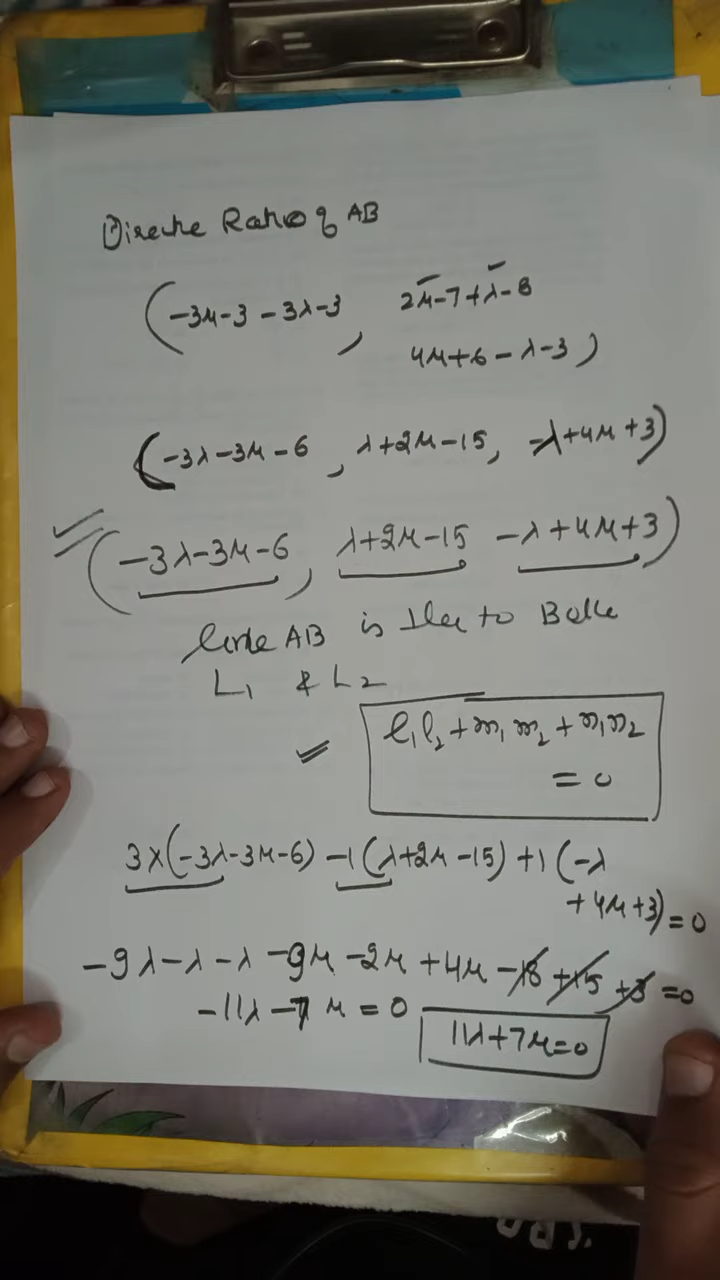 Directie Ratio of AB
(-3μ-3-3λ-3, 2μ-7+λ-8
4μ+6-λ-3)
(-3λ-3μ-6, λ+2μ-15, -λ+4μ+3)
(-3λ-3μ-6, λ+2μ-15 -λ+4μ+3)
line AB is to
L₁ & L₂
l₁l₂+m₁m₂+n₁n₂
=0
3×(-3λ-3μ-6)-1(λ+2μ-15)+1(-λ
+4μ+3)=0
-9λ-λ-λ-9μ-2μ+4μ-18+15+3=0
-11λ-7μ=0
11λ+7μ=0